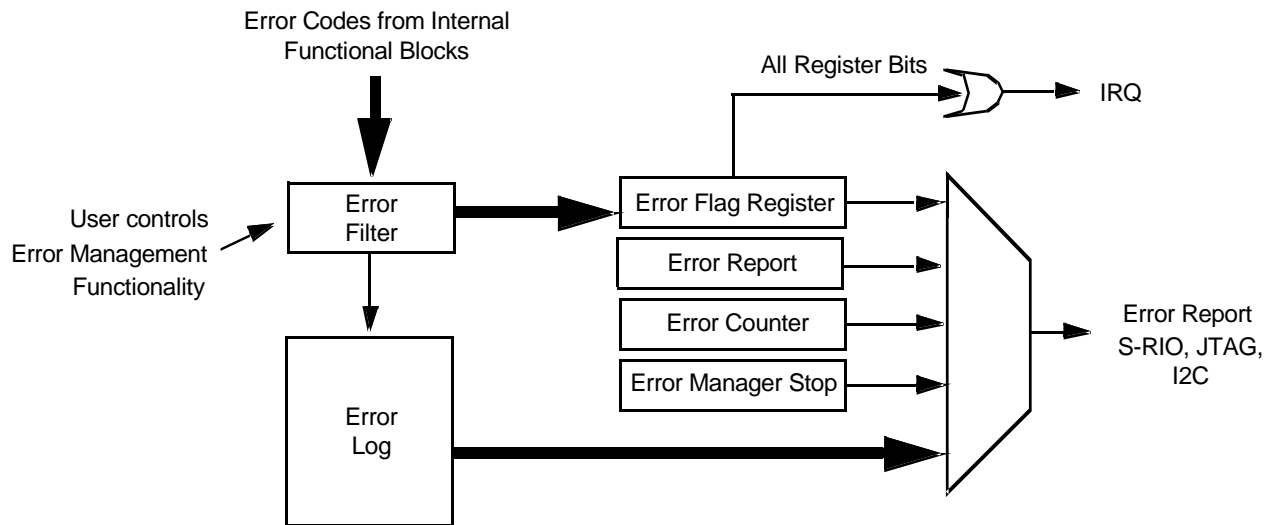 Error Codes from Internal
Functional Blocks
All Register Bits
IRQ
User controls
Error Management
Functionality
Error
Filter
Error Flag Register
Error Report
Error Counter
Error Manager Stop
Error
Log
Error Report
S-RIO, JTAG,
I2C